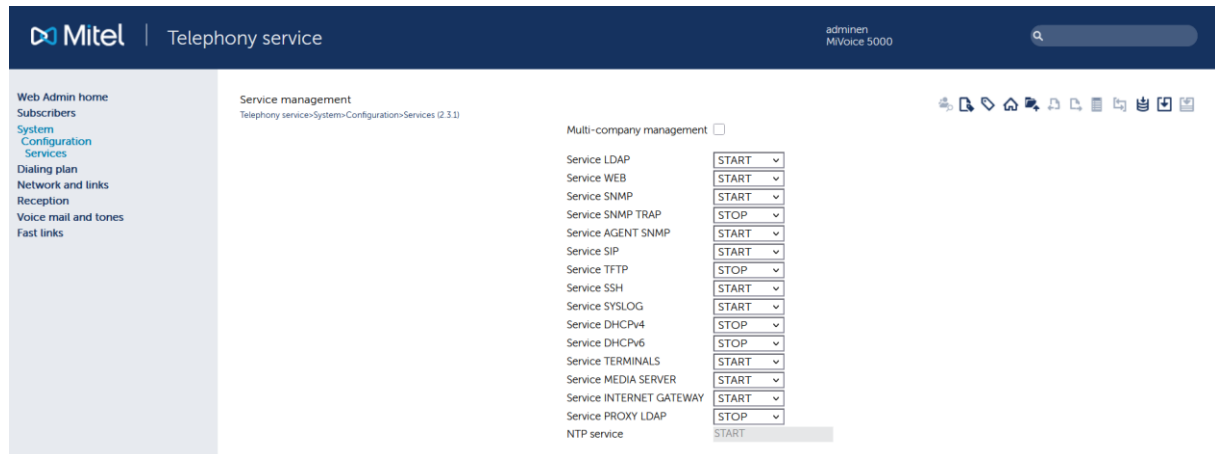 Mitel | Telephony service
adminen
MiVoice 5000
Web Admin home
Subscribers
System
Configuration
Services
Dialing plan
Network and links
Reception
Voice mail and tones
Fast links
Service management
Telephony service>System>Configuration>Services (2.3.1)
Multi-company management
Service LDAP START
Service WEB START
Service SNMP START
Service SNMP TRAP STOP
Service AGENT SNMP START
Service SIP START
Service TFTP STOP
Service SSH START
Service SYSLOG START
Service DHCPv4 STOP
Service DHCPv6 STOP
Service TERMINALS START
Service MEDIA SERVER START
Service INTERNET GATEWAY START
Service PROXY LDAP STOP
NTP service START